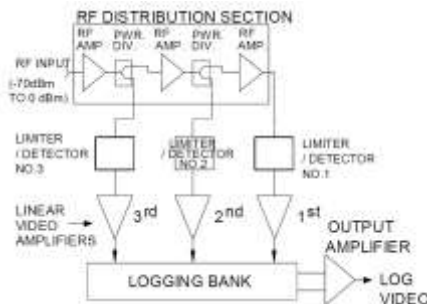 RF DISTRIBUTION SECTION
RF AMP
PWR. DIV.
RF AMP.
PWR. DIV.
RF AMP
RF INPUT
(-70dBm TO 0 dBm)
LIMITER / DETECTOR NO.3
LIMITER / DETECTOR NO.2
LIMITER / DETECTOR NO.1
LINEAR VIDEO AMPLIFIERS
3rd
2nd
1st
OUTPUT AMPLIFIER
LOGGING BANK
LOG VIDEO